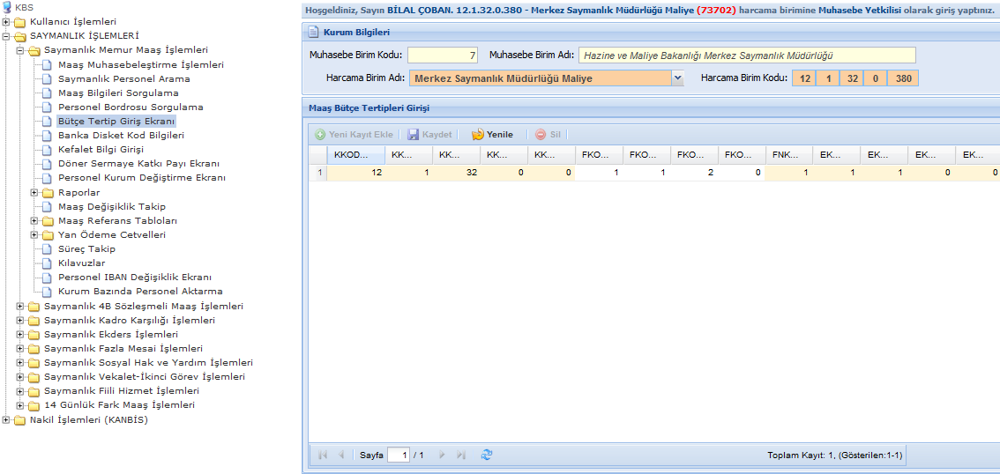 KBS
Kullanıcı İşlemleri
SAYMANLIK İŞLEMLERİ
Saymanlık Memur Maaş İşlemleri
Maaş Muhasebeleştirme İşlemleri
Saymanlık Personel Arama
Maaş Bilgileri Sorgulama
Personel Bordrosu Sorgulama
Bütçe Tertip Giriş Ekranı
Banka Disket Kod Bilgileri
Kefalet Bilgi Girişi
Döner Sermaye Katkı Payı Ekranı
Personel Kurum Değiştirme Ekranı
Raporlar
Maaş Değişiklik Takip
Maaş Referans Tabloları
Yan Ödeme Cetvelleri
Süreç Takip
Kılavuzlar
Personel IBAN Değişiklik Ekranı
Kurum Bazında Personel Aktarma
Saymanlık 4B Sözleşmeli Maaş İşlemleri
Saymanlık Kadro Karşılığı İşlemleri
Saymanlık Ekders İşlemleri
Saymanlık Fazla Mesai İşlemleri
Saymanlık Sosyal Hak ve Yardım İşlemleri
Saymanlık Vekalet-İkinci Görev İşlemleri
Saymanlık Fiili Hizmet İşlemleri
14 Günlük Fark Maaş İşlemleri
Nakil İşlemleri (KANBİS)
Hoşgeldiniz, Sayın BİLAL ÇOBAN. 12.1.32.0.380 - Merkez Saymanlık Müdürlüğü Maliye (73702) harcama birimine Muhasebe Yetkilisi olarak giriş yaptınız.
Kurum Bilgileri
Muhasebe Birim Kodu: 7 Muhasebe Birim Adı: Hazine ve Maliye Bakanlığı Merkez Saymanlık Müdürlüğü
Harcama Birim Adı: Merkez Saymanlık Müdürlüğü Maliye Harcama Birim Kodu: 12 1 32 0 380
Maaş Bütçe Tertipleri Girişi
Yeni Kayıt Ekle Kaydet Yenile Sil
KKOD... KK... KK... KK... KK... FKO... FKO... FKO... FKO... FNK... EK... EK... EK... EK...
1 12 1 32 0 0 1 1 2 0 1 1 1 0 0
Sayfa 1 / 1 Toplam Kayıt: 1, (Gösterilen:1-1)